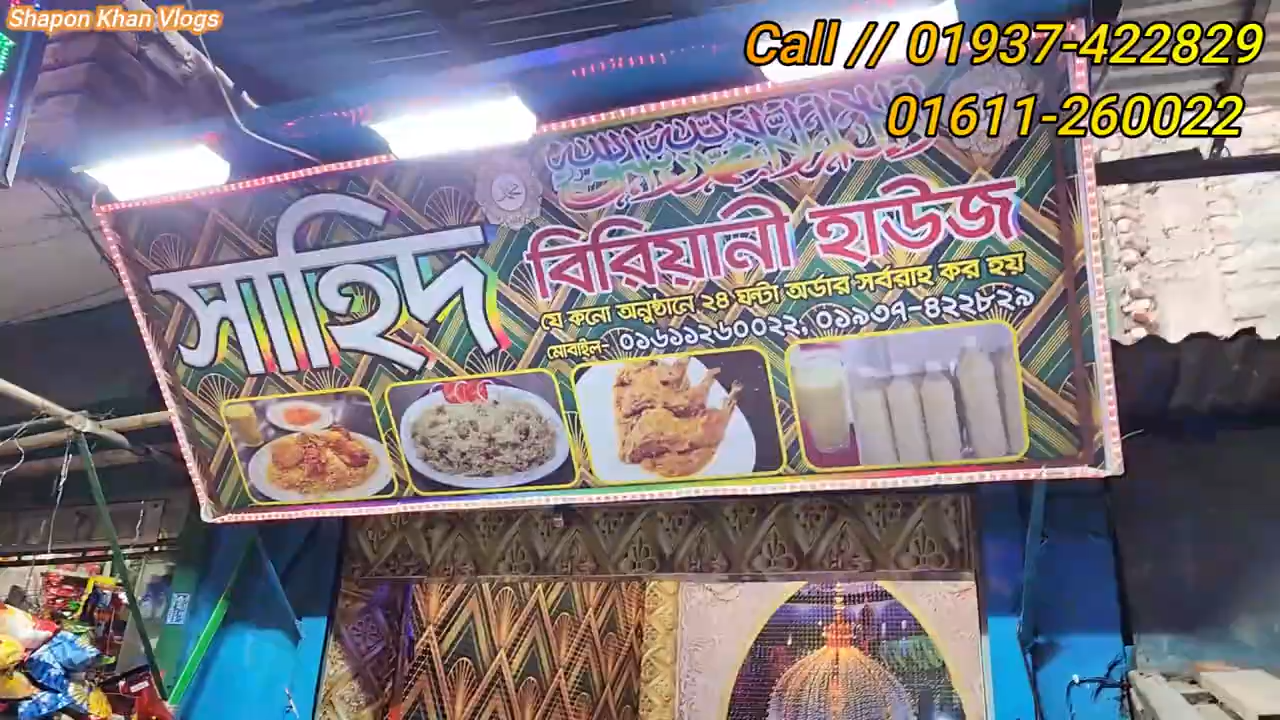 Shapon Khan Vlogs
Call // 01937-422829
01611-260022
সাহিদ
বিরিয়ানী হাউজ
যে কনো অনুষ্ঠানে ২৪ ঘন্টা অর্ডার সর্বরাহ কর হয়
মোবাইল- ০১৬১১২৬০০২২, ০১৯৩৭-৪২২৮২৯